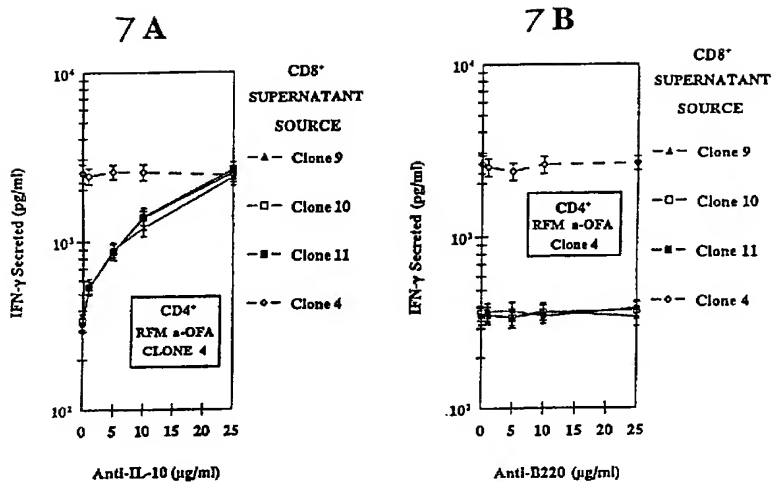 7 A
10⁴
10³
10²
IFN-γ Secreted (pg/ml)
CD4⁺
RFM a-OFA
CLONE 4
0 5 10 15 20 25
Anti-IL-10 (μg/ml)
CD8⁺
SUPERNATANT
SOURCE
Clone 9
Clone 10
Clone 11
Clone 4
7 B
10⁴
10³
.10³
IFN-γ Secreted (pg/ml)
CD4⁺
RFM a-OFA
Clone 4
0 5 10 15 20 25
Anti-B220 (μg/ml)
CD8⁺
SUPERNATANT
SOURCE
Clone 9
Clone 10
Clone 11
Clone 4